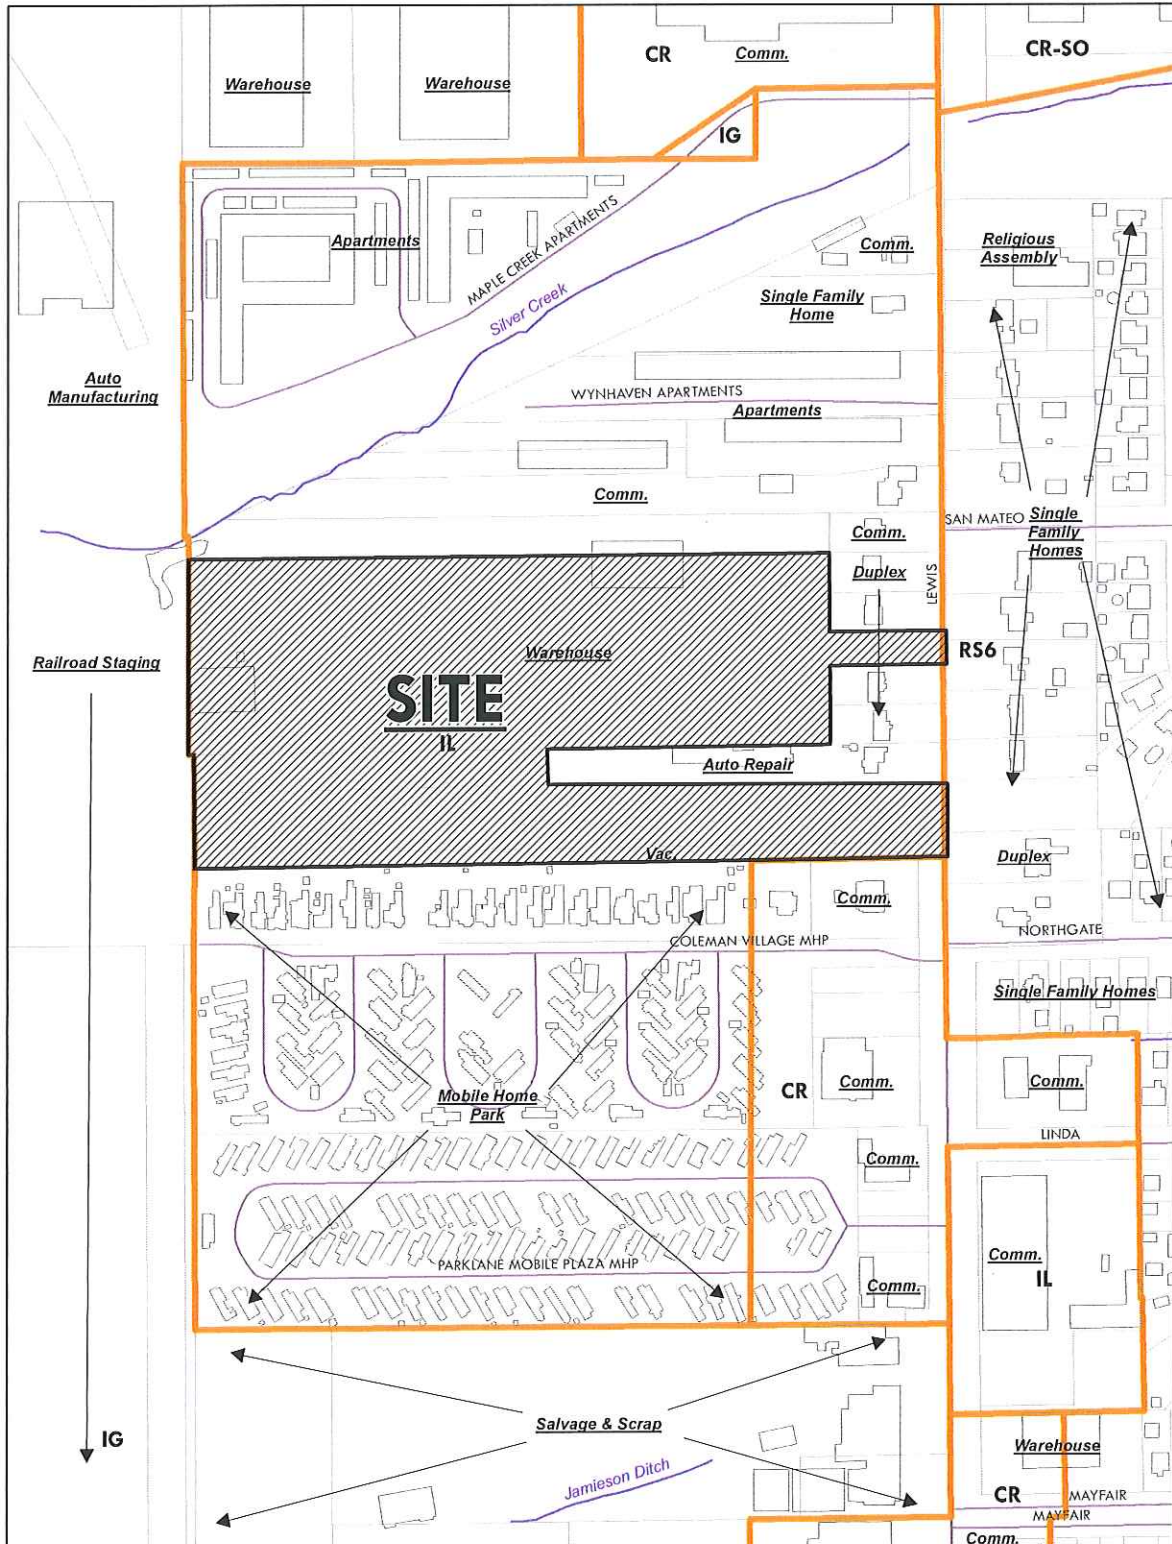 CR
Comm.
CR-SO
Warehouse
Warehouse
IG
Apartments
MAPLE CREEK APARTMENTS
Silver Creek
Comm.
Religious
Assembly
Single Family
Home
Auto
Manufacturing
WYNHAVEN APARTMENTS
Apartments
Comm.
SAN MATEO
Single
Family
Homes
Comm.
Duplex
LEWIS
Railroad Staging
Warehouse
RS6
SITE
IL
Auto Repair
Vac.
Duplex
Comm.
NORTHGATE
COLEMAN VILLAGE MHP
Single Family Homes
Mobile Home
Park
CR
Comm.
Comm.
LINDA
Comm.
PARKLANE MOBILE PLAZA MHP
Comm.
Comm.
IL
Salvage & Scrap
IG
Warehouse
Jamieson Ditch
CR
MAYFAIR
MAYFAIR
Comm.